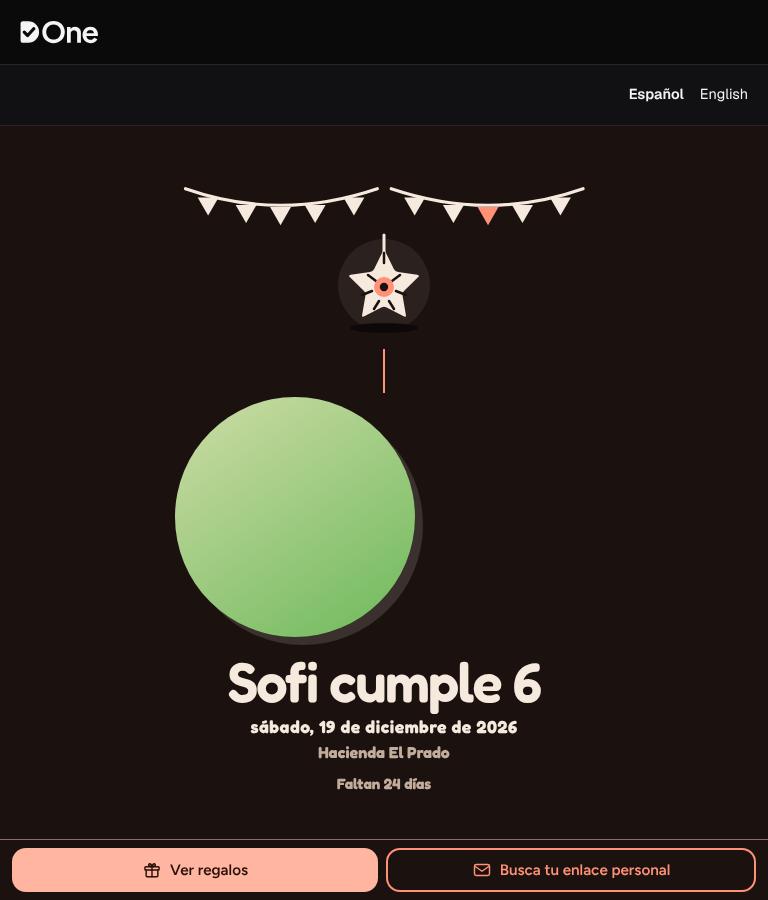 One
Español English
Sofi cumple 6
sábado, 19 de diciembre de 2026
Hacienda El Prado
Faltan 24 días
Ver regalos
Busca tu enlace personal